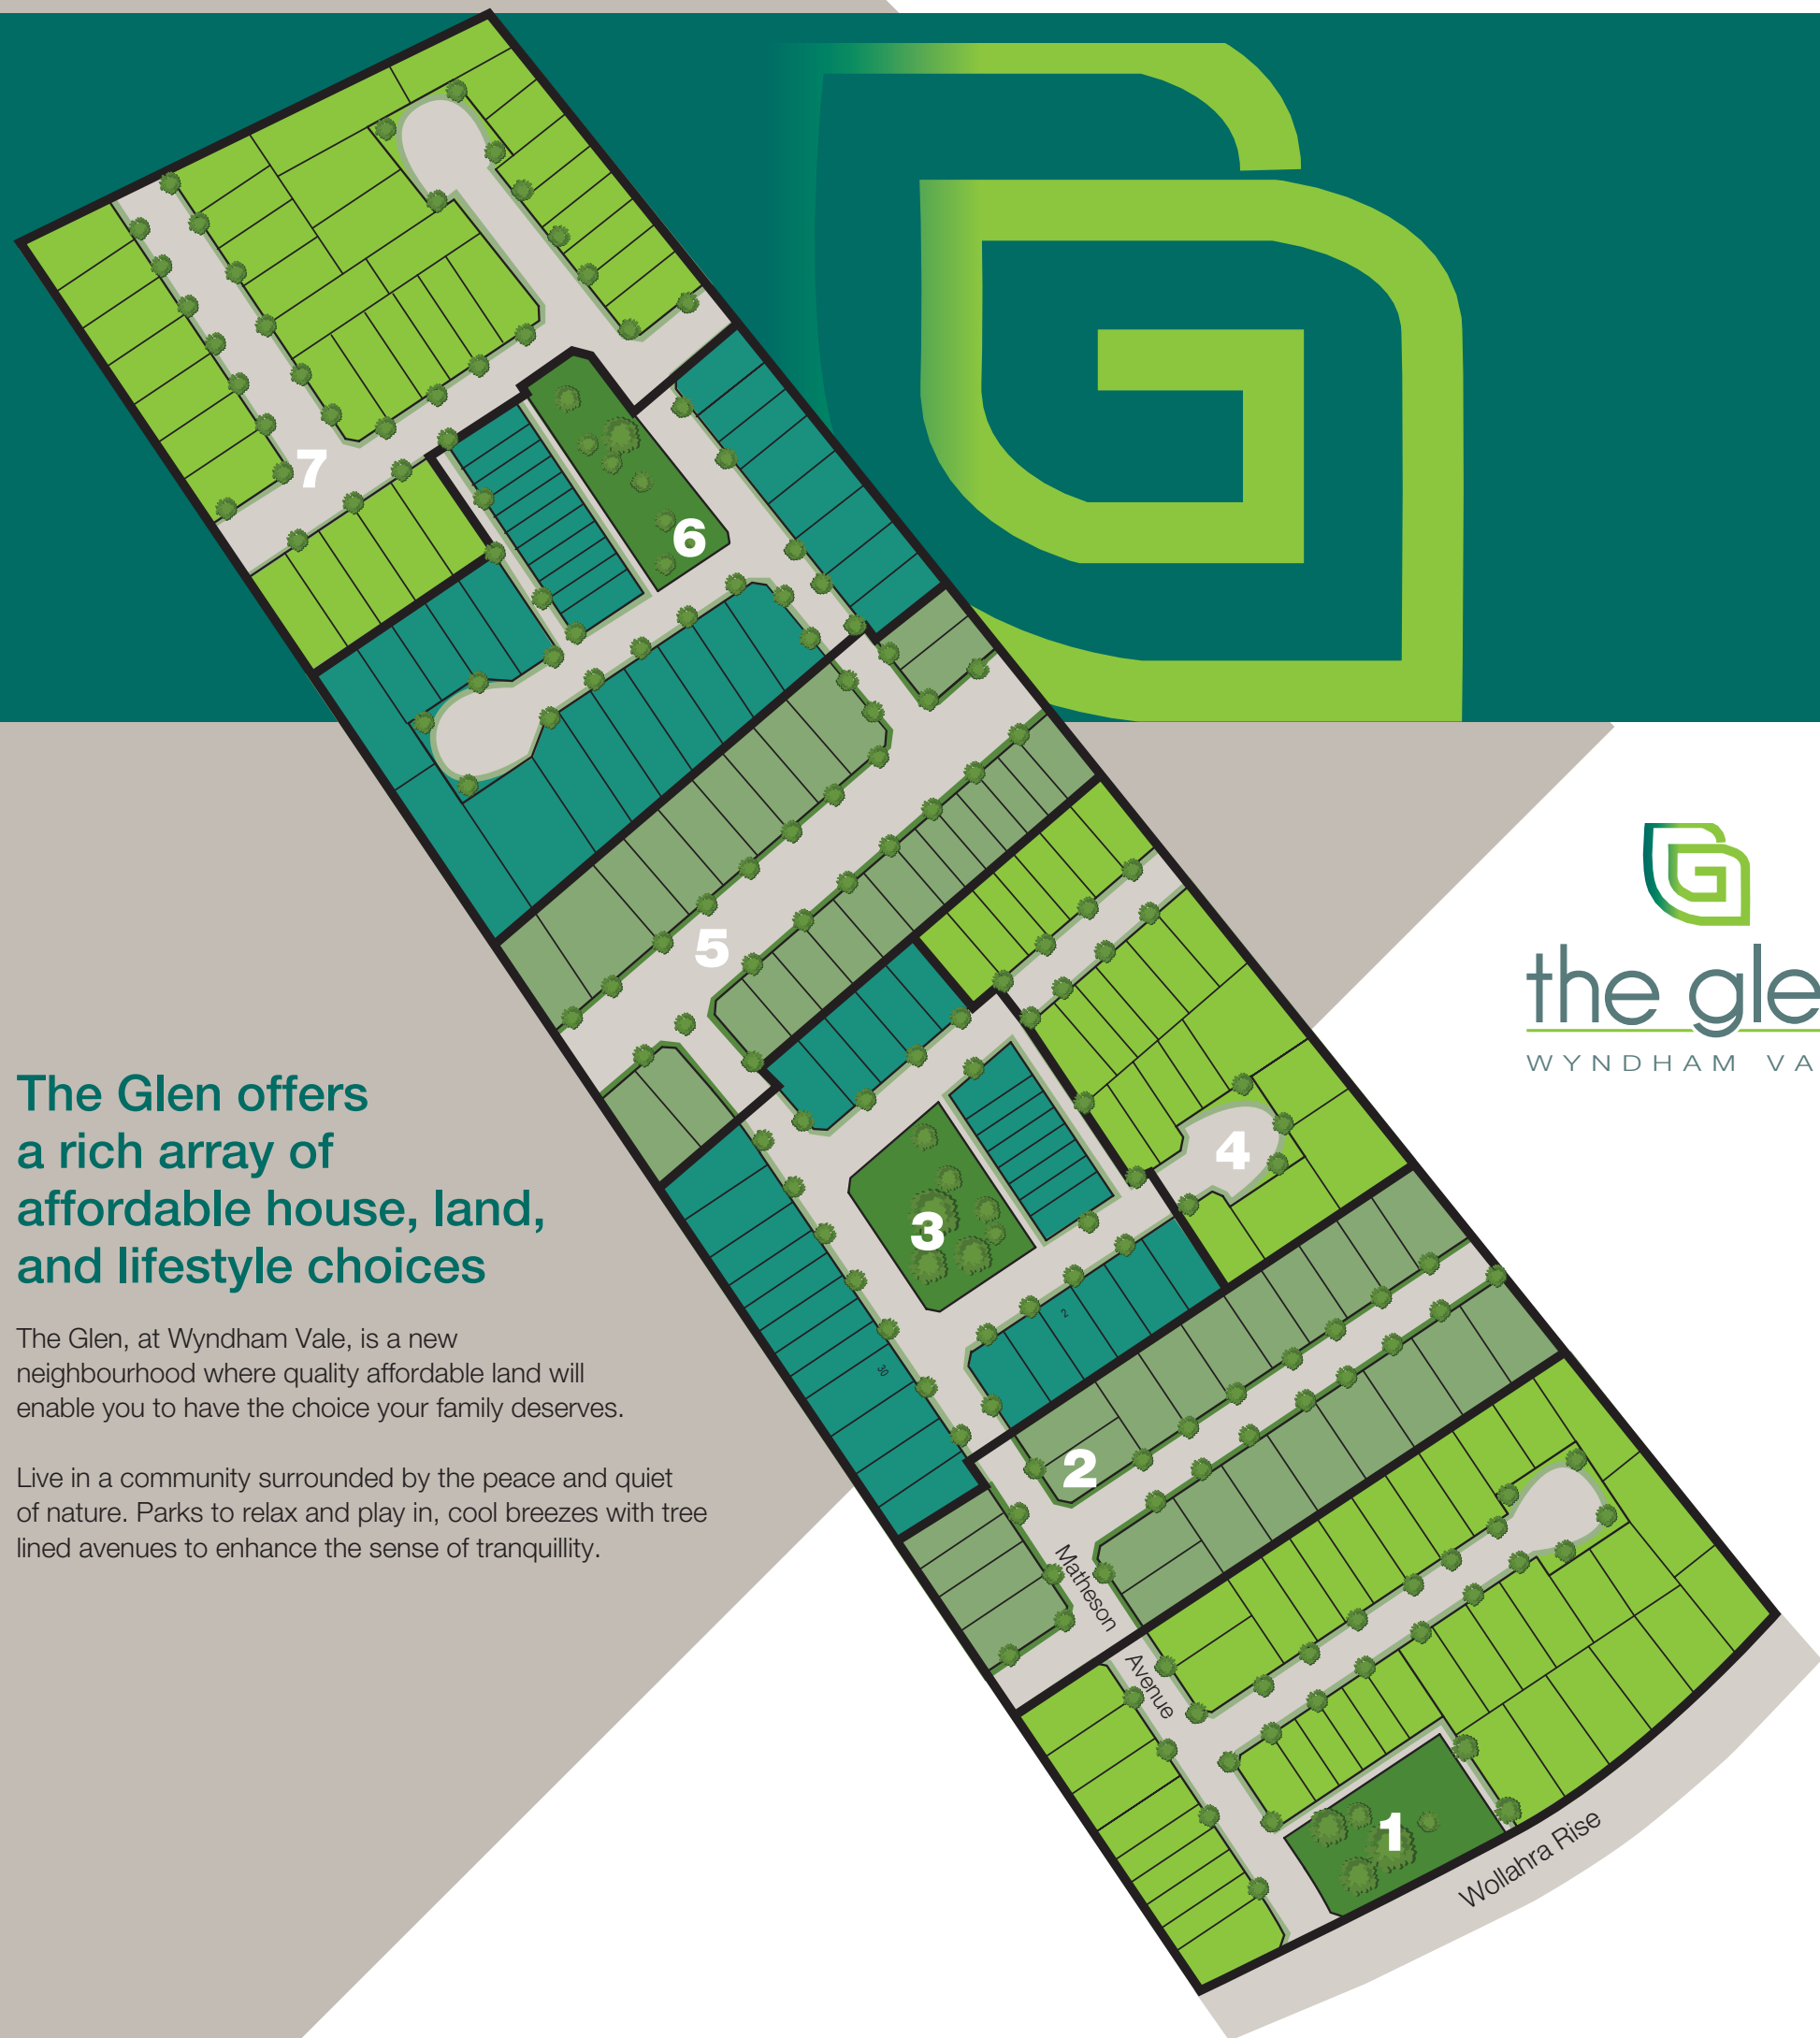 7
6
5
the gle
WYNDHAM VA
The Glen offers
a rich array of
affordable house, land,
and lifestyle choices
4
3
2
30
The Glen, at Wyndham Vale, is a new
neighbourhood where quality affordable land will
enable you to have the choice your family deserves.
2
Live in a community surrounded by the peace and quiet
of nature. Parks to relax and play in, cool breezes with tree
lined avenues to enhance the sense of tranquillity.
Matheson
Avenue
1
Wollahra Rise